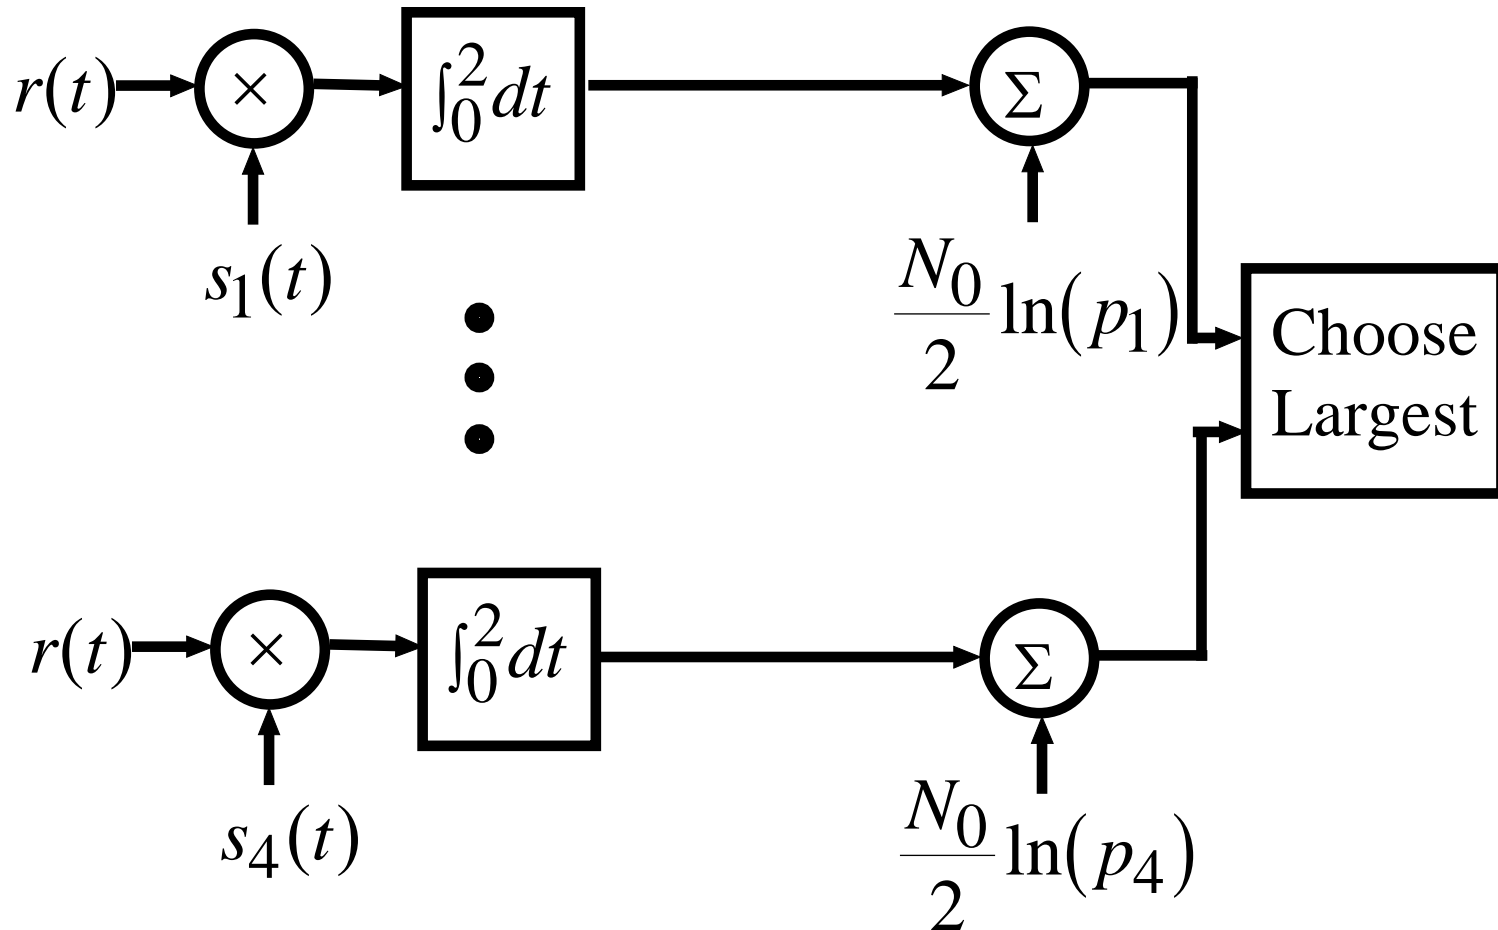 r(t) × ∫₀² dt Σ
s₁(t)
N₀/2 ln(p₁)
Choose
Largest
r(t) × ∫₀² dt Σ
s₄(t)
N₀/2 ln(p₄)